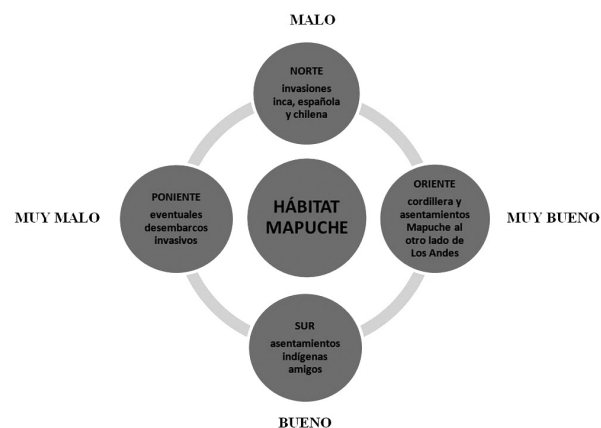 MALO
NORTE
invasiones
inca, española
y chilena
MUY MALO
PONIENTE
eventuales
desembarcos
invasivos
HÁBITAT
MAPUCHE
ORIENTE
cordillera y
asentamientos
Mapuche al
otro lado de
Los Andes
MUY BUENO
SUR
asentamientos
indígenas
amigos
BUENO